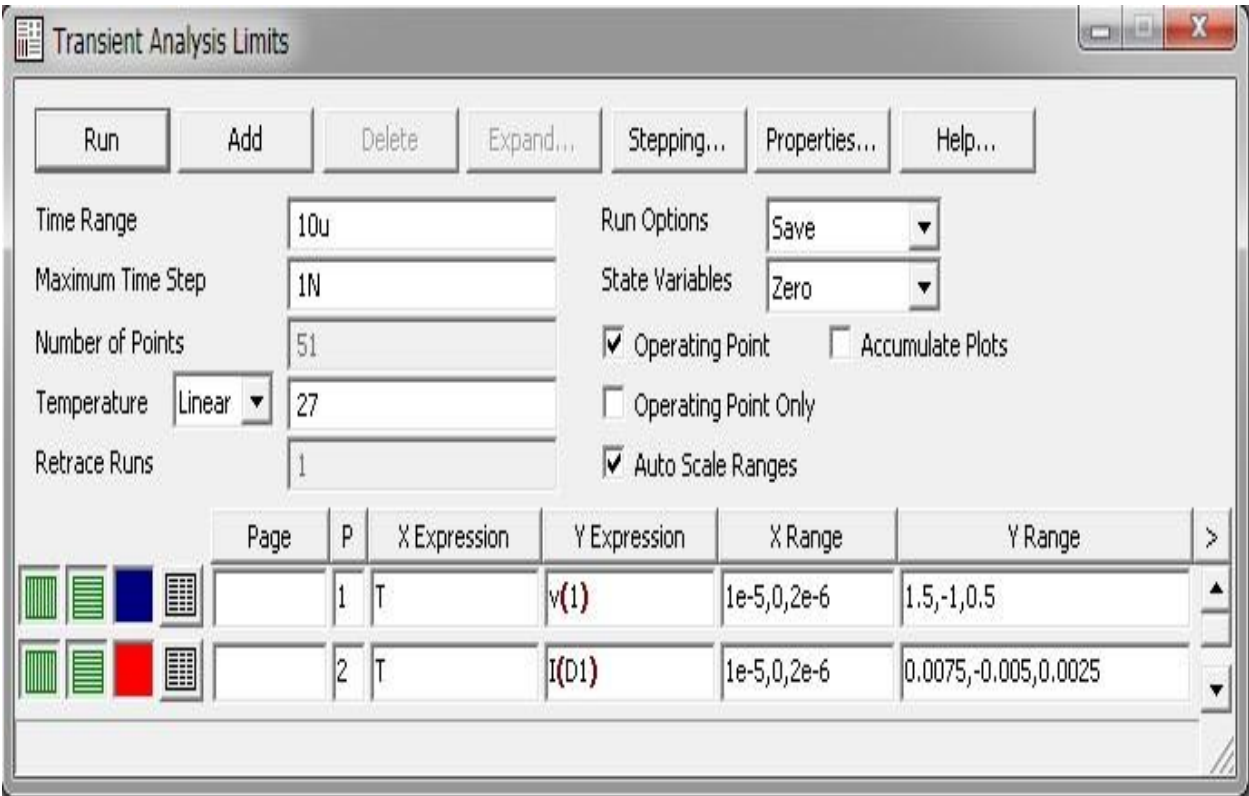 Transient Analysis Limits
Run Add Delete Expand... Stepping... Properties... Help...
Time Range 10u Run Options Save
Maximum Time Step 1N State Variables Zero
Number of Points 51 Operating Point Accumulate Plots
Temperature Linear 27 Operating Point Only
Retrace Runs 1 Auto Scale Ranges
Page P X Expression Y Expression X Range Y Range >
1 T v(1) 1e-5,0,2e-6 1.5,-1,0.5
2 T I(D1) 1e-5,0,2e-6 0.0075,-0.005,0.0025